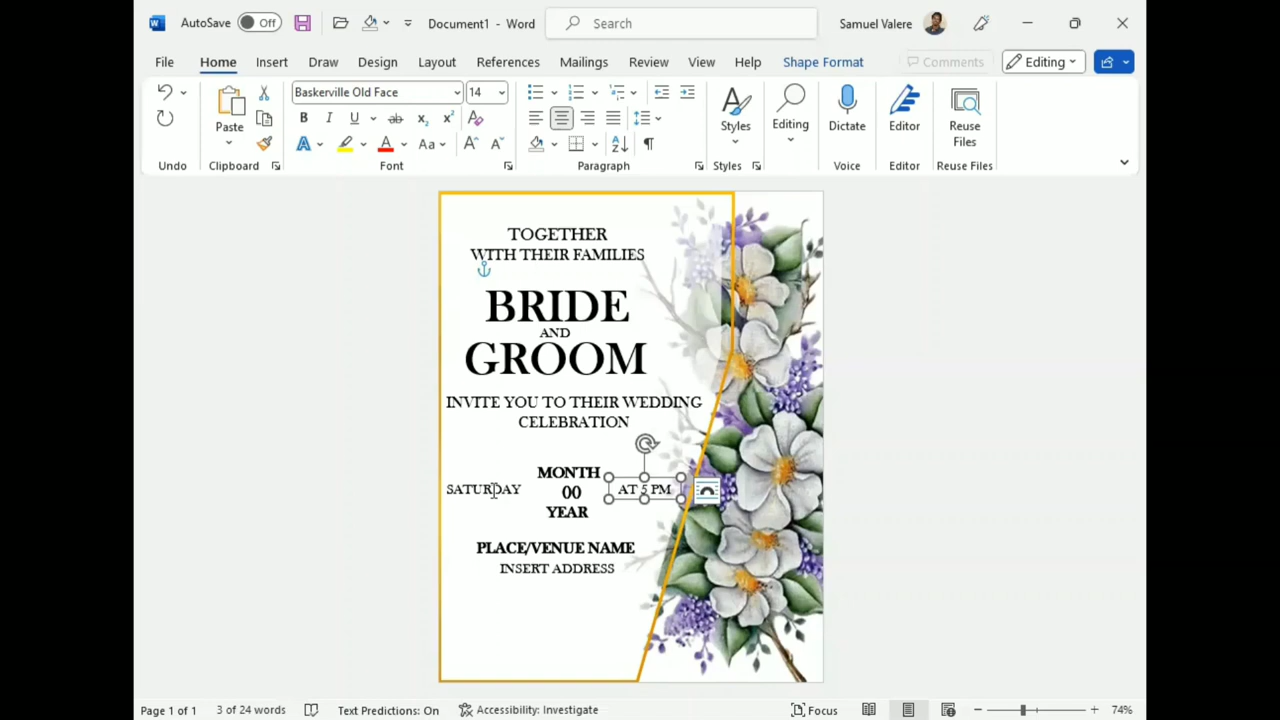 AutoSave Off Document1 - Word Search Samuel Valere
File Home Insert Draw Design Layout References Mailings Review View Help Shape Format Comments Editing
Baskerville Old Face 14
Paste Styles Editing Dictate Editor Reuse Files
Undo Clipboard Font Paragraph Styles Voice Editor Reuse Files
TOGETHER
WITH THEIR FAMILIES
BRIDE
AND
GROOM
INVITE YOU TO THEIR WEDDING
CELEBRATION
MONTH
SATURDAY 00 AT 5 PM
YEAR
PLACE/VENUE NAME
INSERT ADDRESS
Page 1 of 1 3 of 24 words Text Predictions: On Accessibility: Investigate Focus 74%